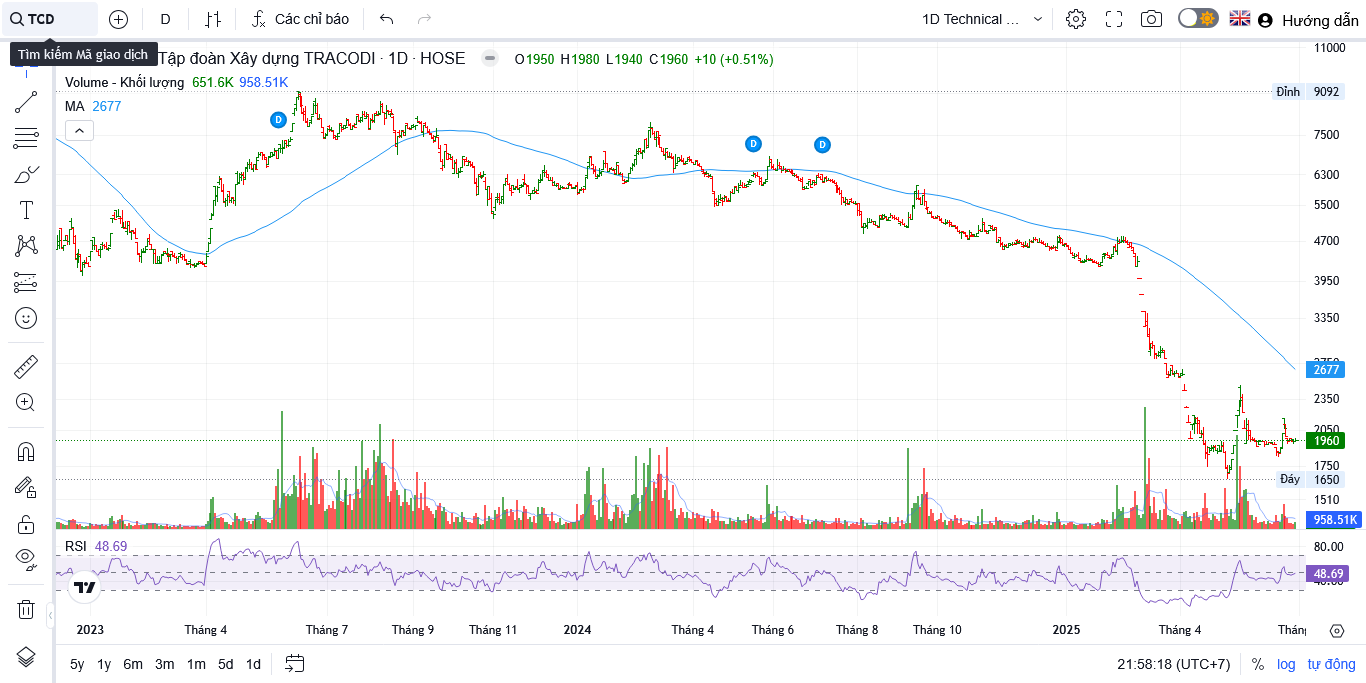 TCD
D
Các chỉ báo
1D Technical ...
Hướng dẫn
Tìm kiếm Mã giao dịch
Tập đoàn Xây dựng TRACODI · 1D · HOSE
O1950 H1980 L1940 C1960 +10 (+0.51%)
Volume - Khối lượng 651.6K 958.51K
MA 2677
D
D
D
11000
Đỉnh 9092
7500
6300
5500
4700
3950
3350
2677
2350
2050
1960
1750
Đáy 1650
1510
958.51K
RSI 48.69
80.00
48.69
2023
Tháng 4
Tháng 7
Tháng 9
Tháng 11
2024
Tháng 4
Tháng 6
Tháng 8
Tháng 10
2025
Tháng 4
5y 1y 6m 3m 1m 5d 1d
21:58:18 (UTC+7)
% log tự động